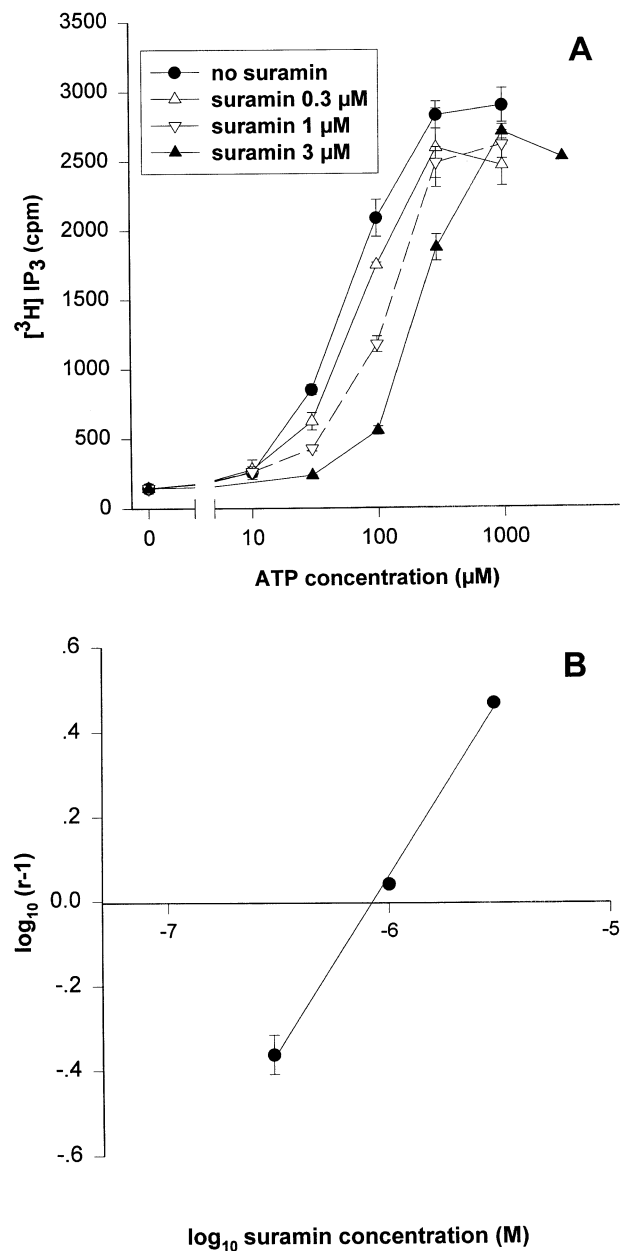 3500
A
no suramin
suramin 0.3 µM
suramin 1 µM
suramin 3 µM
3000
2500
2000
1500
1000
500
0
[³H] IP₃ (cpm)
0
10
100
1000
ATP concentration (µM)
.6
B
.4
.2
0.0
-.2
-.4
-.6
log₁₀ (r-1)
-7
-6
-5
log₁₀ suramin concentration (M)